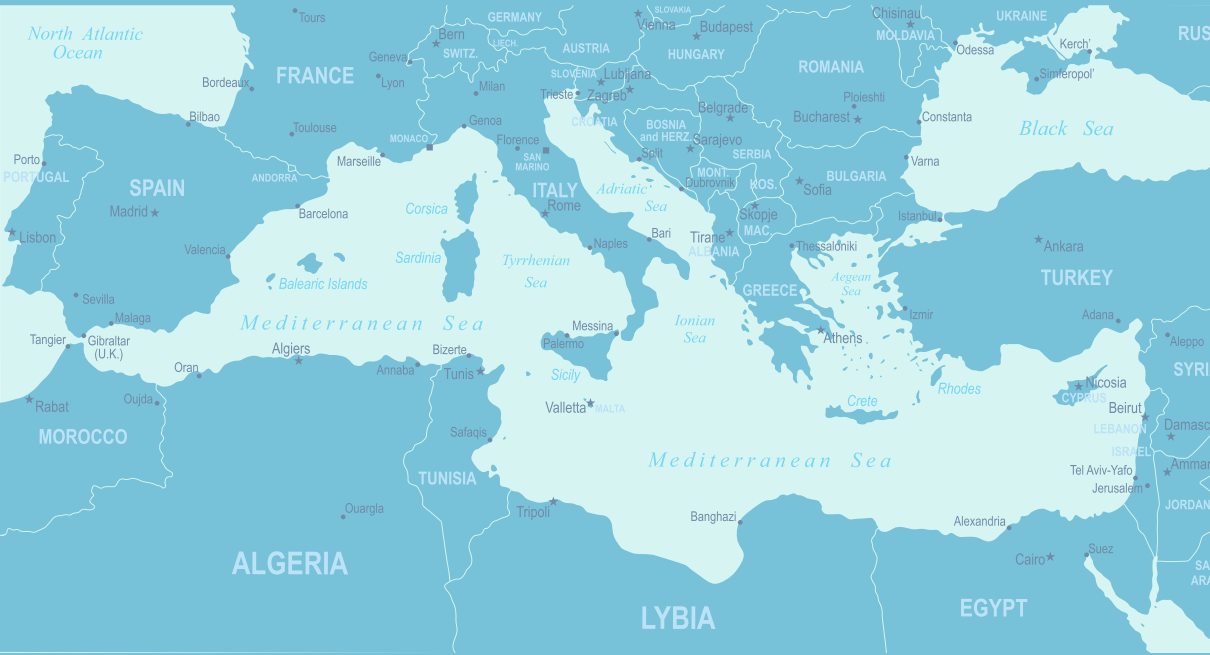 Tours
GERMANY
SLOVAKIA
Vienna
Chisinau
UKRAINE
RUS
North Atlantic
Ocean
Bern
LIECH.
AUSTRIA
Budapest
MOLDAVIA
Odessa
Kerch'
Geneva
SWITZ.
HUNGARY
FRANCE
Lyon
Bordeaux
Milan
SLOVENIA
Lubljana
Trieste
Zagreb
ROMANIA
Simferopol'
Ploieshti
Bucharest
Belgrade
Bilbao
Toulouse
Genoa
CROATIA
BOSNIA
and HERZ.
Constanta
Black Sea
MONACO
Florence
Sarajevo
SERBIA
Porto
Marseille
SAN
MARINO
Split
Varna
PORTUGAL
SPAIN
ANDORRA
ITALY
Adriatic
Sea
MONT.
Dubrovnik
KOS.
Sofia
BULGARIA
Madrid
Barcelona
Corsica
Rome
Skopje
MAC.
Istanbul
Lisbon
Valencia
Naples
Bari
Tirane
ALBANIA
Thessaloniki
Ankara
Sardinia
Tyrrhenian
Sea
Balearic Islands
Aegean
Sea
TURKEY
GREECE
Sevilla
Malaga
Mediterranean Sea
Messina
Palermo
Ionian
Sea
Athens
Izmir
Adana
Tangier
Gibraltar
(U.K.)
Algiers
Bizerte
Aleppo
Oran
Annaba
Tunis
Sicily
SYRI
Rabat
Oujda
Valletta
MALTA
Crete
Rhodes
Nicosia
CYPRUS
Beirut
LEBANON
Damasc
MOROCCO
Safaqis
Mediterranean Sea
ISRAEL
Tel Aviv-Yafo
Amman
TUNISIA
Jerusalem
JORDAN
Ouargla
Tripoli
Banghazi
Alexandria
ALGERIA
Cairo
Suez
SA
ARA
LYBIA
EGYPT